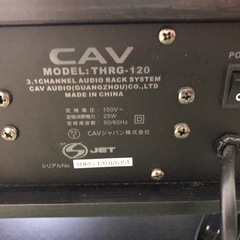 CAV
MODEL:THRG-120
3.1CHANNEL AUDIO RACK SYSTEM
CAV AUDIO(GUANGZHOU)CO.,LTD
MADE IN CHINA
定格電圧：100V～
定格消費電力：25W
定格周波数：50/60Hz
CAVジャパン株式会社
S JET
シリアルNo.